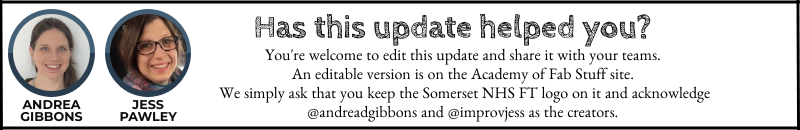 Has this update helped you?
You're welcome to edit this update and share it with your teams.
An editable version is on the Academy of Fab Stuff site.
We simply ask that you keep the Somerset NHS FT logo on it and acknowledge
@andreadgibbons and @improvjess as the creators.
ANDREA
GIBBONS
JESS
PAWLEY